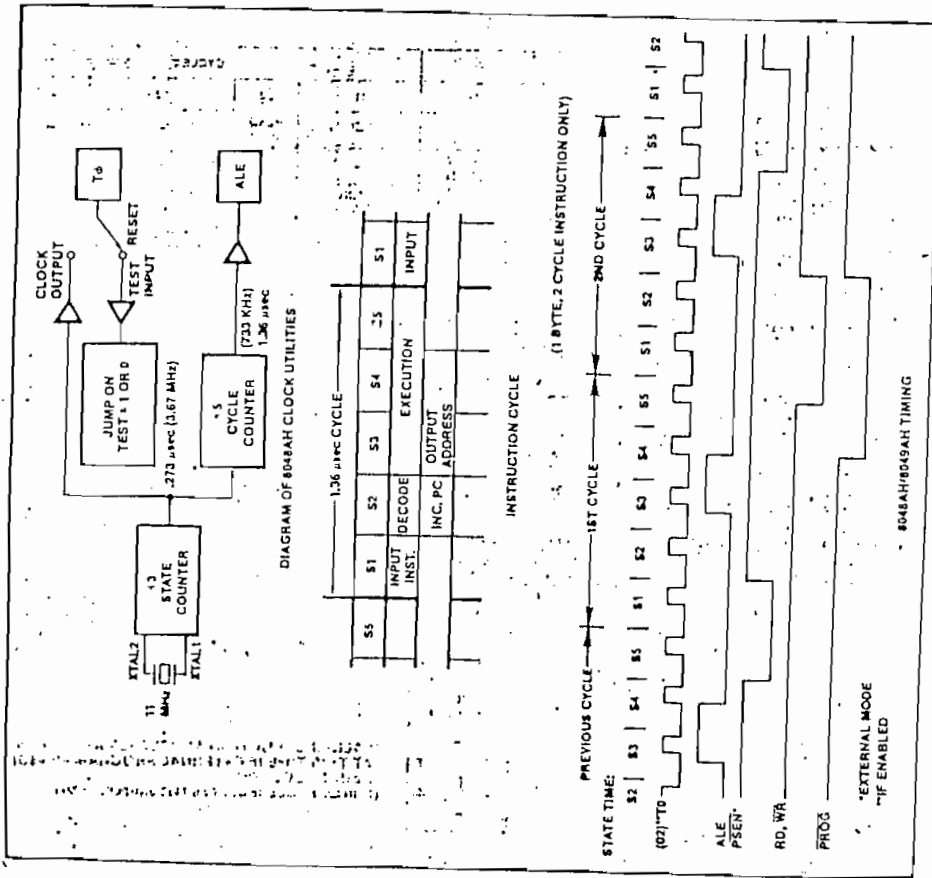 CLOCK
OUTPUT
TEST
INPUT
RESET
JUMP ON
TEST = 1 OR 0
ALE
XTAL2
XTAL1
11
MHz
STATE
COUNTER
.273 µsec (3.67 MHz)
CYCLE
COUNTER
(733 KHz)
1.36 µsec
DIAGRAM OF 8048AH CLOCK UTILITIES
1.36 µsec CYCLE
S5 S1 S2 S3 S4 S5 S1
INPUT
INST.
DECODE
EXECUTION
INPUT
INC. PC
OUTPUT
ADDRESS
INSTRUCTION CYCLE
(1 BYTE, 2 CYCLE INSTRUCTION ONLY)
PREVIOUS CYCLE 1ST CYCLE 2ND CYCLE
STATE TIME:
S2 | S3 | S4 | S5 | S1 | S2 | S3 | S4 | S5 | S1 | S2 | S3 | S4 | S5 | S1 | S2
(02)**T0
ALE
PSEN*
RD, WR
PROG
*EXTERNAL MODE
**IF ENABLED
8048AH/8049AH TIMING